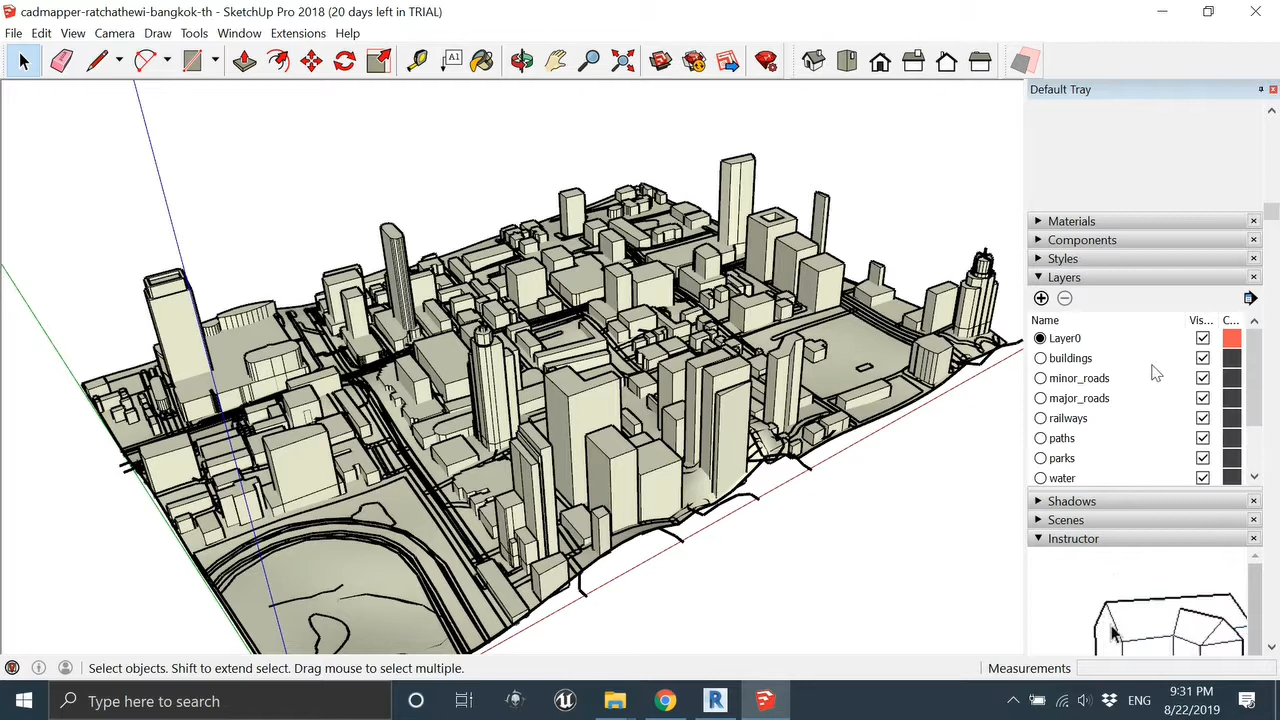 cadmapper-ratchathewi-bangkok-th - SketchUp Pro 2018 (20 days left in TRIAL)
File Edit View Camera Draw Tools Window Extensions Help
A1
Default Tray
Materials
Components
Styles
Layers
Name Vis... C...
Layer0
buildings
minor_roads
major_roads
railways
paths
parks
water
Shadows
Scenes
Instructor
Select objects. Shift to extend select. Drag mouse to select multiple.
Measurements
Type here to search
R
ENG
9:31 PM
8/22/2019